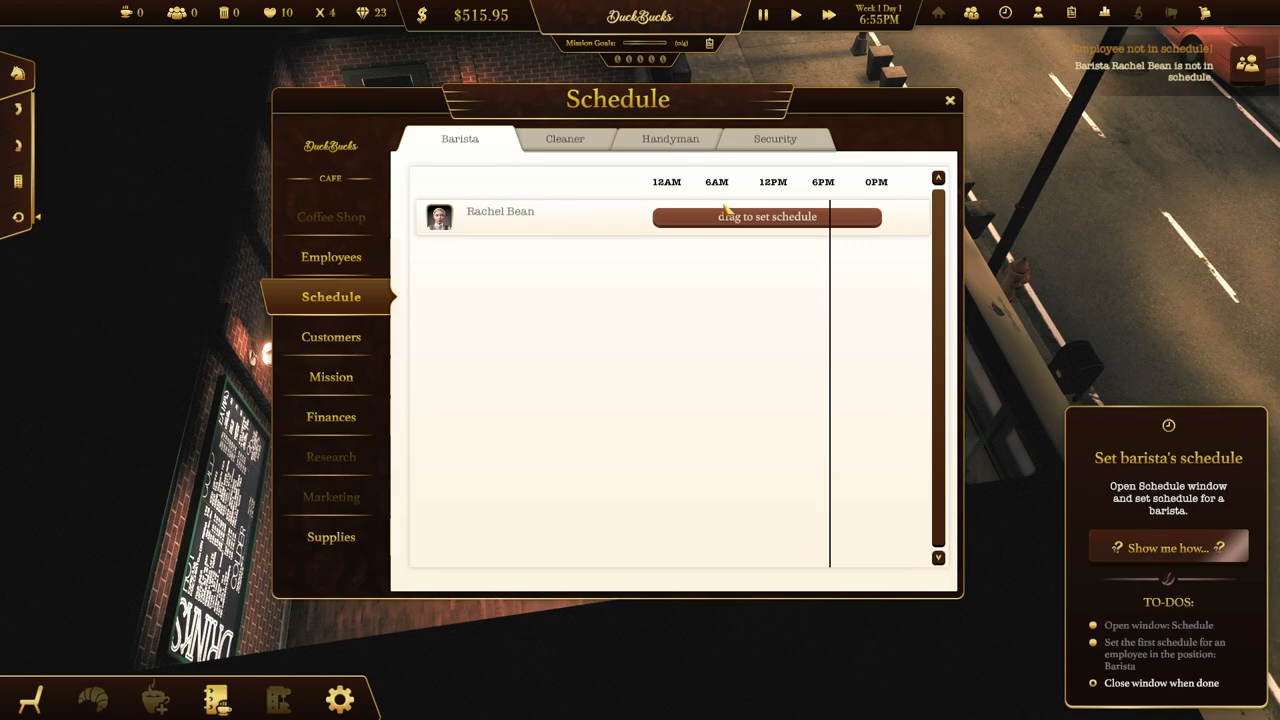 0
0
0
10
4
23
$515.95
DuckBucks
Week 1 Day 1
6:55PM
Mission Goals:
(0/4)
Employee not in schedule!
Barista Rachel Bean is not in
schedule.
Schedule
DuckBucks
CAFE
Coffee Shop
Employees
Schedule
Customers
Mission
Finances
Research
Marketing
Supplies
Barista
Cleaner
Handyman
Security
12AM
6AM
12PM
6PM
0PM
Rachel Bean
drag to set schedule
Set barista's schedule
Open Schedule window
and set schedule for a
barista.
? Show me how... ?
TO-DOS:
Open window: Schedule
Set the first schedule for an
employee in the position:
Barista
Close window when done
DRINKS